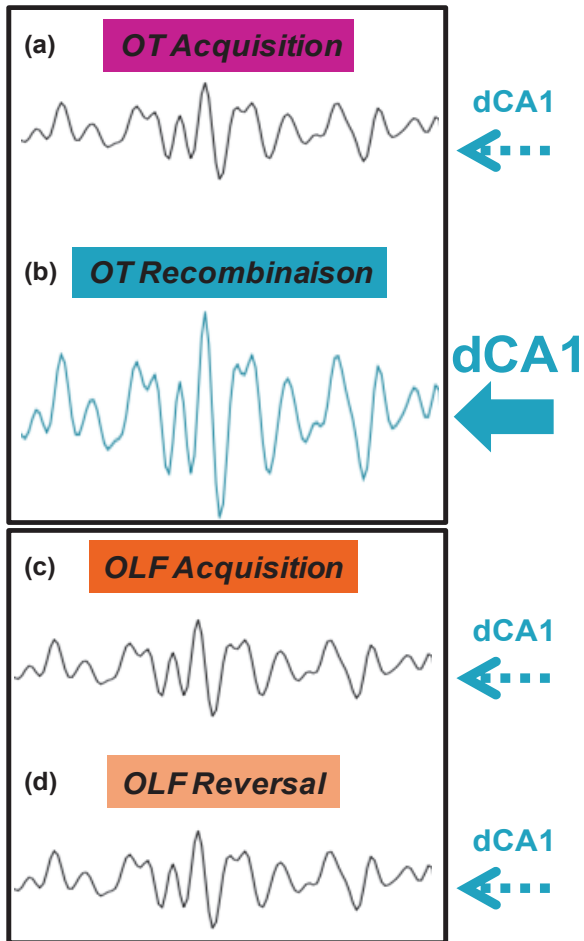 (a) OT Acquisition
dCA1
(b) OT Recombinaison
dCA1
(c) OLF Acquisition
dCA1
(d) OLF Reversal
dCA1